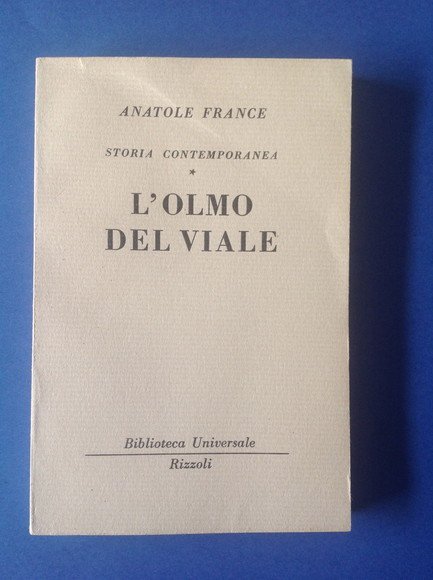 ANATOLE FRANCE
STORIA CONTEMPORANEA
*
L'OLMO
DEL VIALE
Biblioteca Universale
Rizzoli